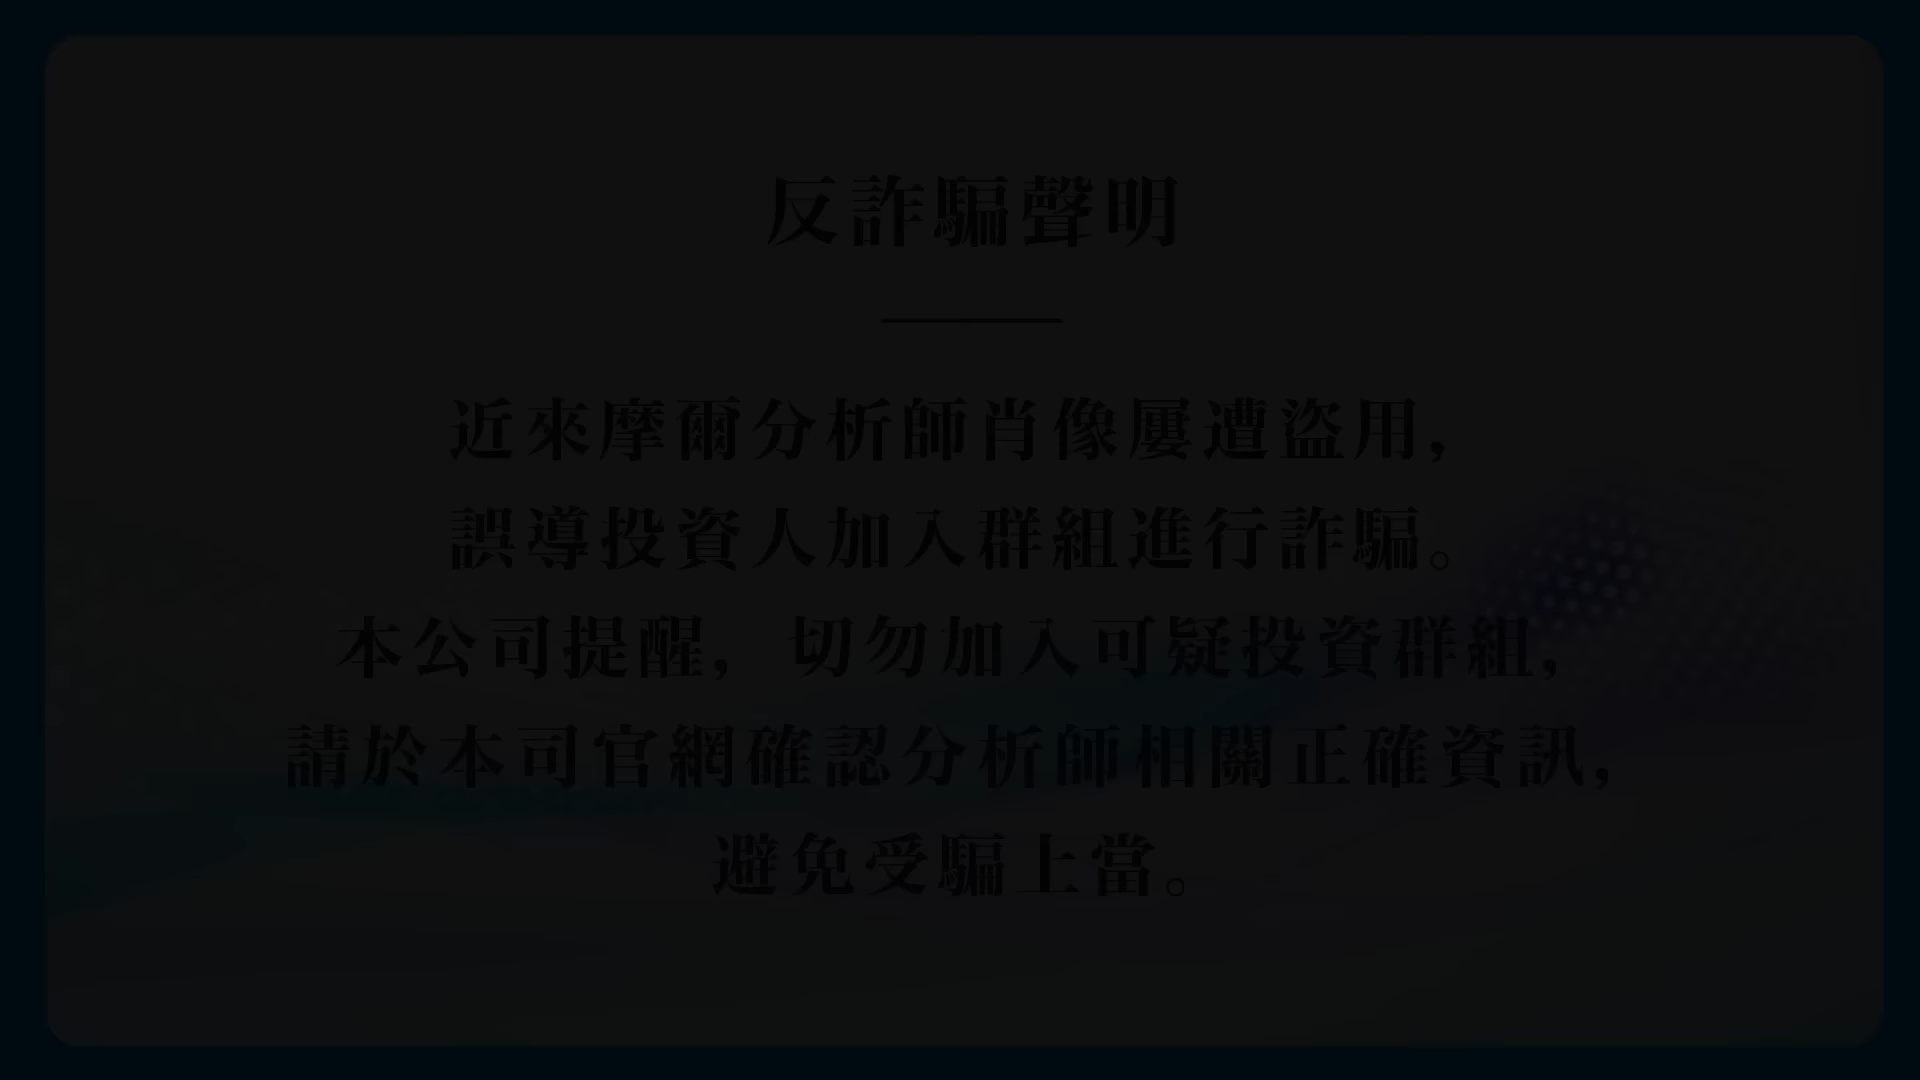 反詐騙聲明
近來摩爾分析師肖像屢遭盜用，
誤導投資人加入群組進行詐騙。
本公司提醒，切勿加入可疑投資群組，
請於本司官網確認分析師相關正確資訊，
避免受騙上當。